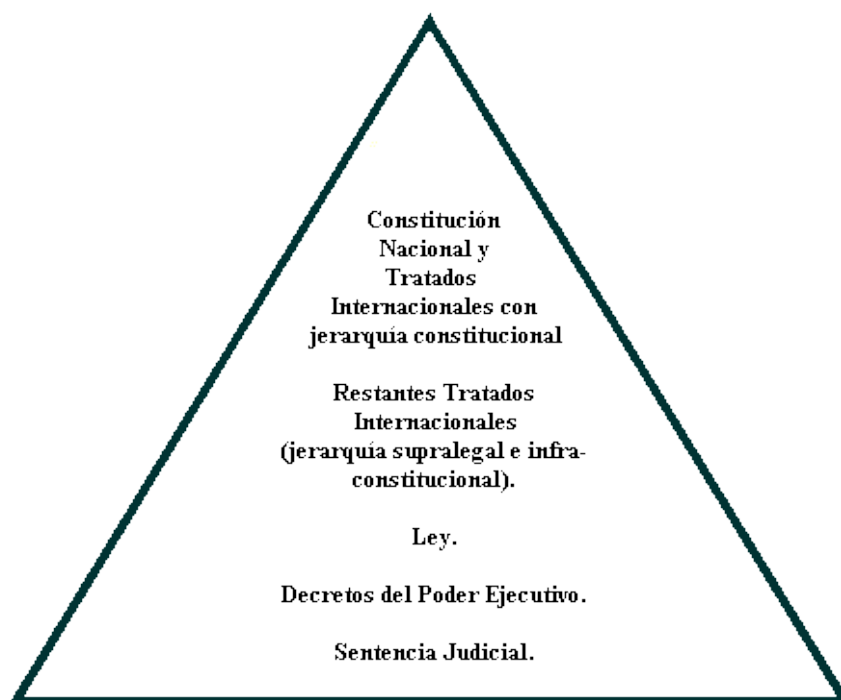 Constitución
Nacional y
Tratados
Internacionales con
jerarquía constitucional
Restantes Tratados
Internacionales
(jerarquía supralegal e infra-
constitucional).
Ley.
Decretos del Poder Ejecutivo.
Sentencia Judicial.